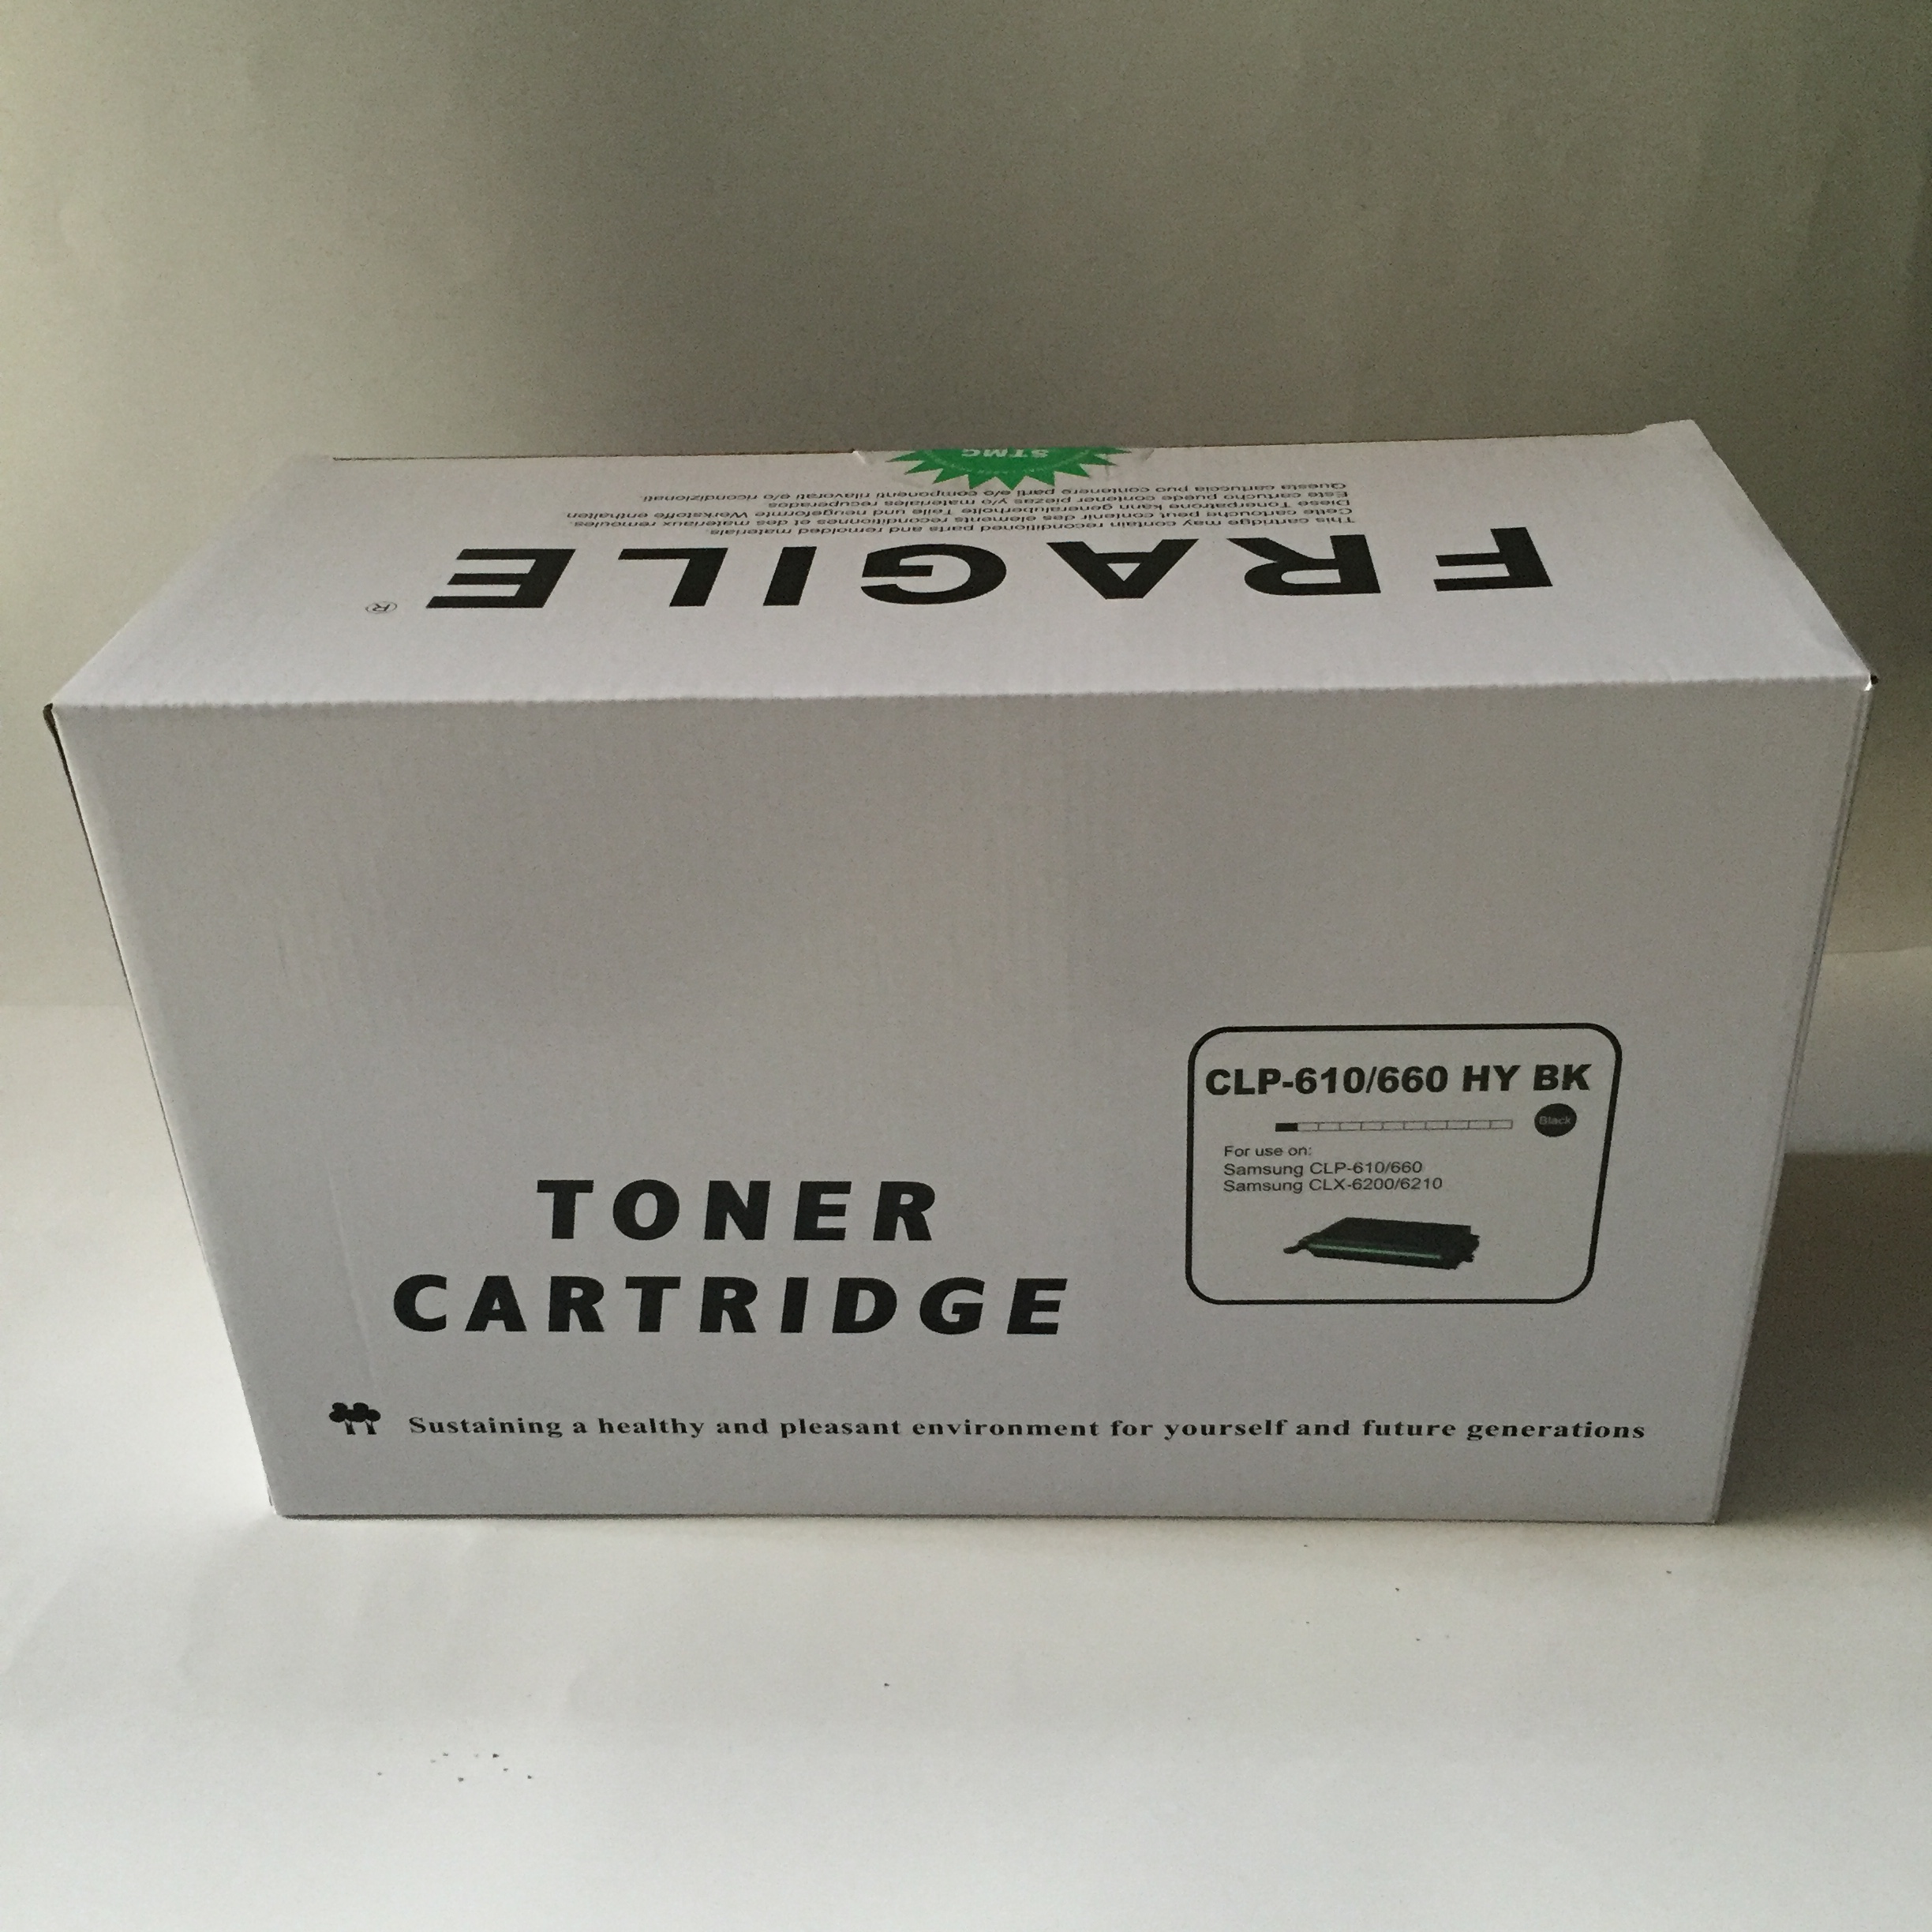 STMC
FRAGILE®
This cartridge may contain reconditioned parts and remolded materials.
Cette cartouche peut contenir des elements reconditionnes et des materiaux remoules.
Diese Tonerpatrone kann generaluberholte Teile und neugeformte Werkstoffe enthalten
Este cartucho puede contener piezas y/o materiales recuperados.
Questa cartuccia puo contenere parti e/o componenti rilavorati e/o ricondizionati.
CLP-610/660 HY BK
Black
For use on:
Samsung CLP-610/660
Samsung CLX-6200/6210
TONER
CARTRIDGE
Sustaining a healthy and pleasant environment for yourself and future generations